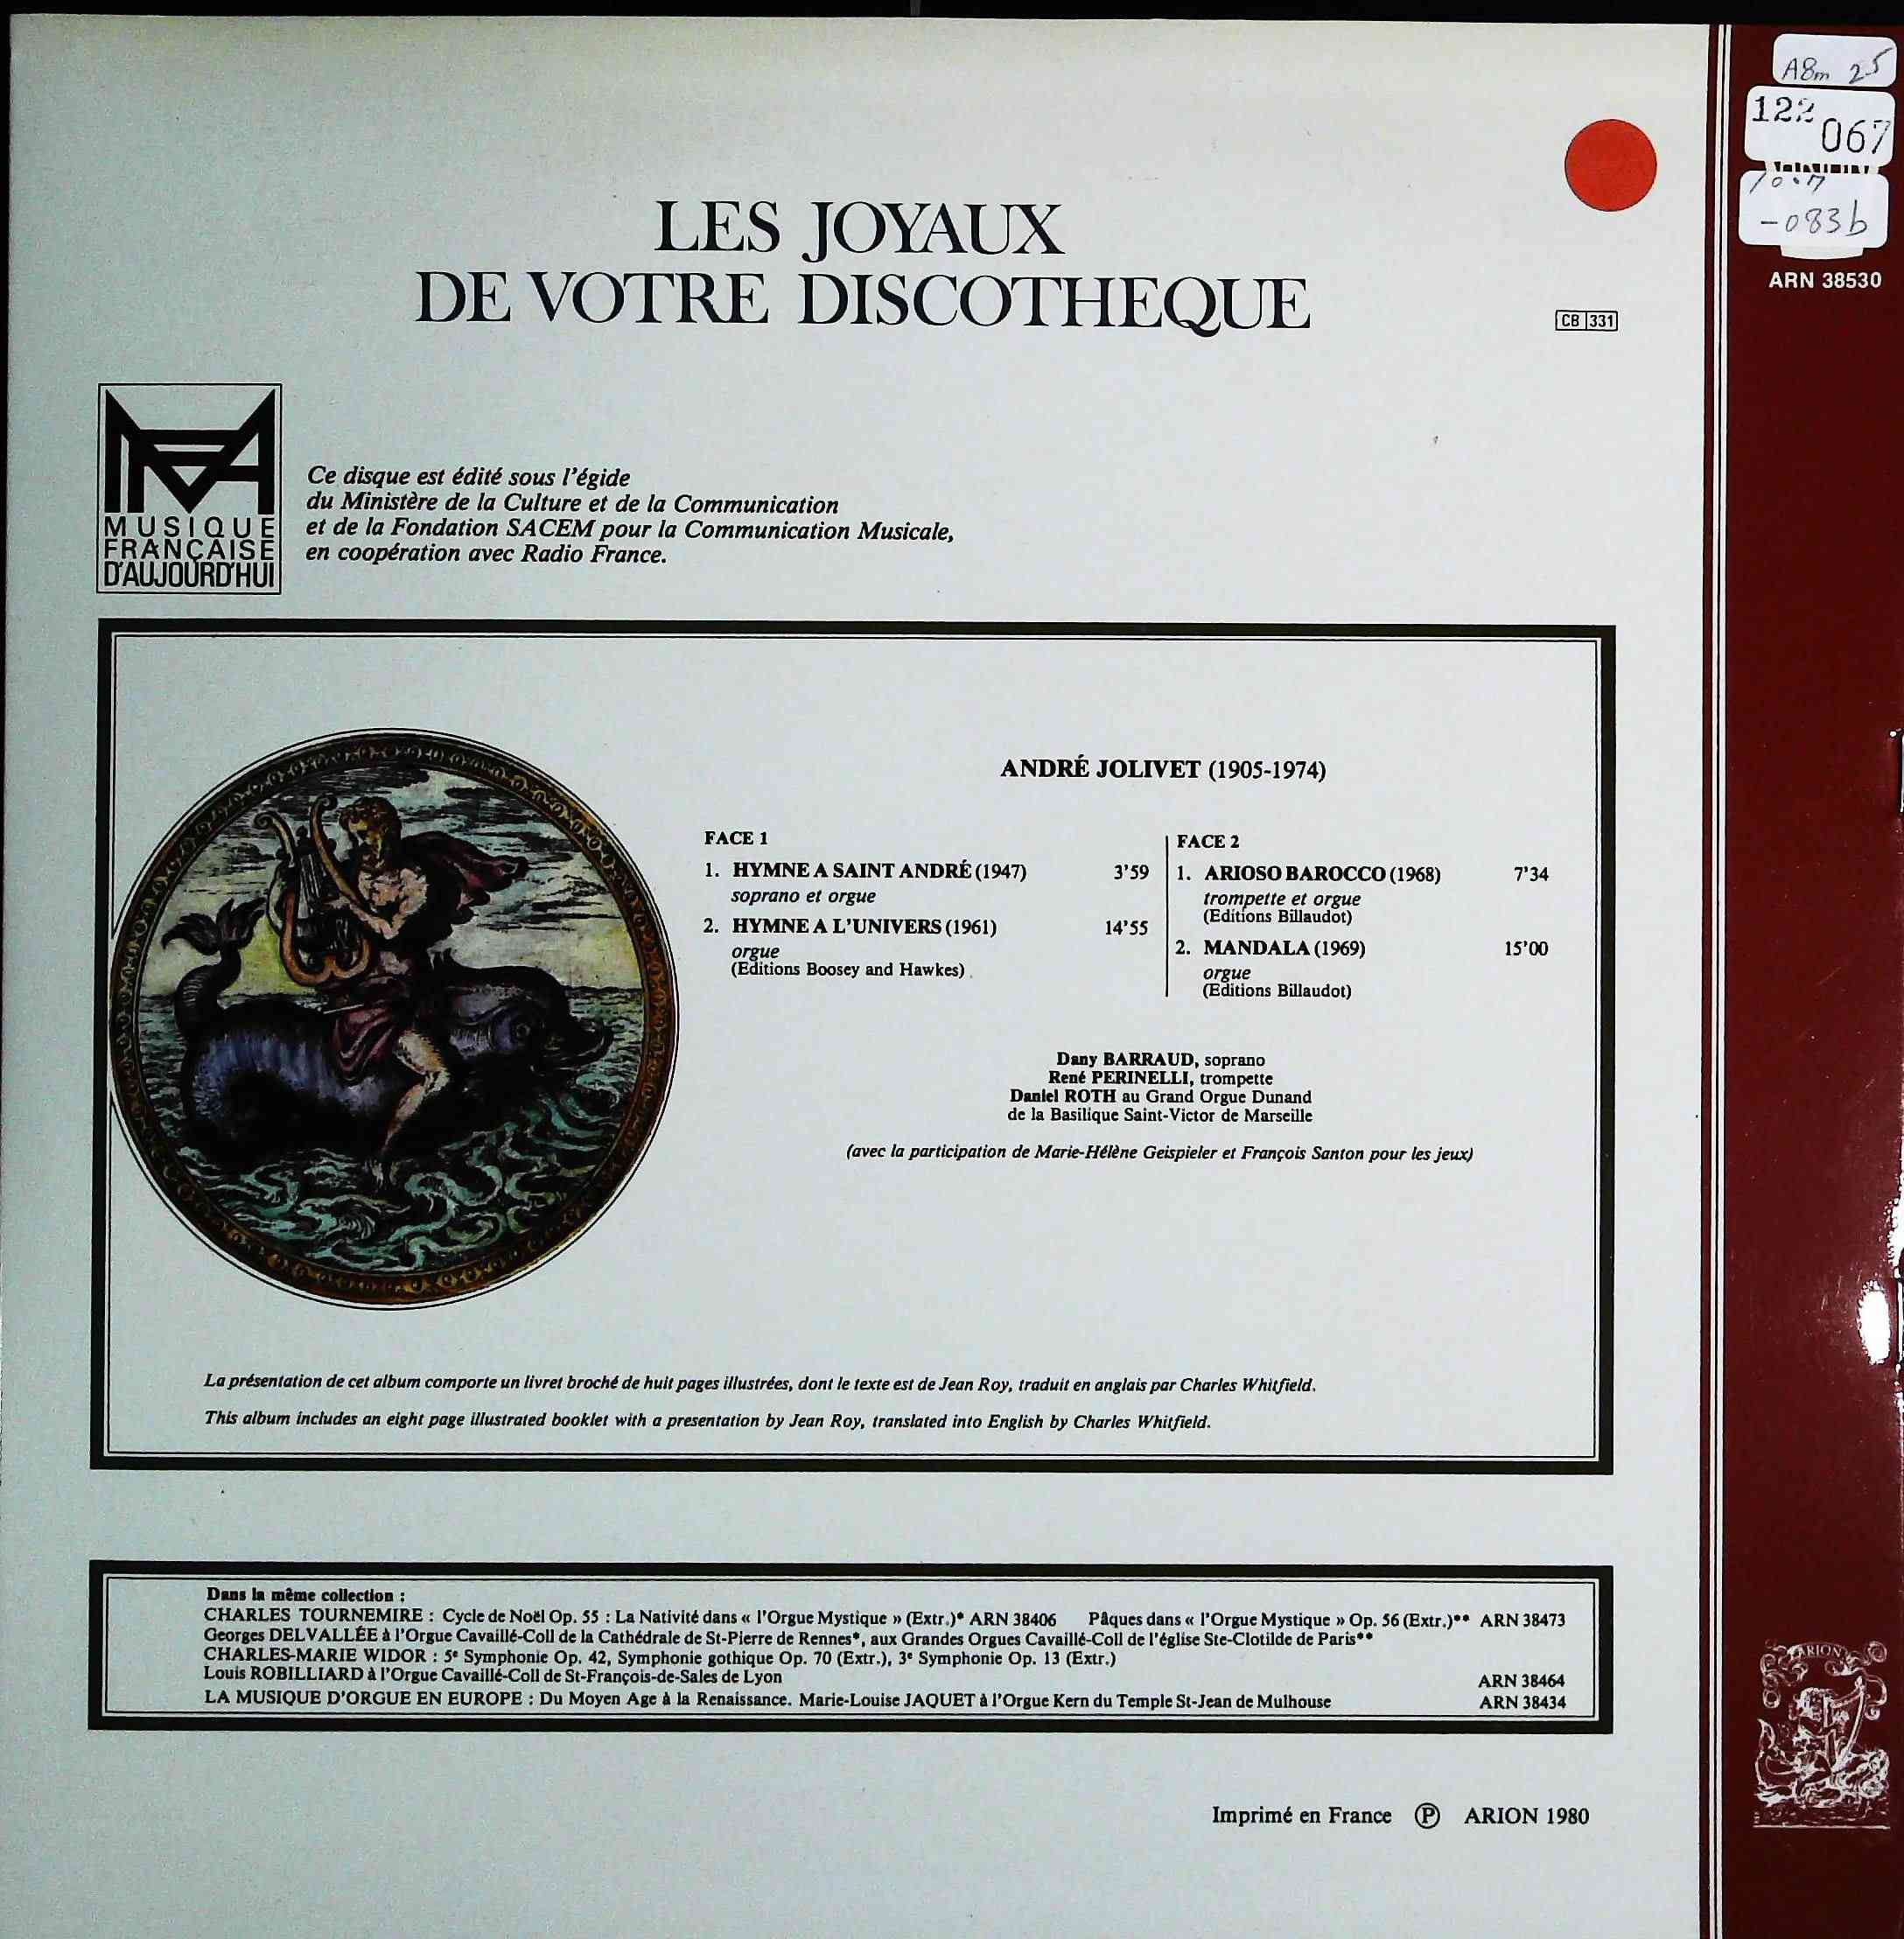 A8m 25
122
067
10.7
-083b
ARN 38530
LES JOYAUX
DE VOTRE DISCOTHEQUE
CB 331
MUSIQUE
FRANÇAISE
D'AUJOURD'HUI
Ce disque est édité sous l'égide
du Ministère de la Culture et de la Communication
et de la Fondation SACEM pour la Communication Musicale,
en coopération avec Radio France.
ANDRÉ JOLIVET (1905-1974)
FACE 1
1. HYMNE A SAINT ANDRÉ (1947) 3'59
soprano et orgue
2. HYMNE A L'UNIVERS (1961) 14'55
orgue
(Editions Boosey and Hawkes)
FACE 2
1. ARIOSO BAROCCO (1968) 7'34
trompette et orgue
(Editions Billaudot)
2. MANDALA (1969) 15'00
orgue
(Editions Billaudot)
Dany BARRAUD, soprano
René PERINELLI, trompette
Daniel ROTH au Grand Orgue Dunand
de la Basilique Saint-Victor de Marseille
(avec la participation de Marie-Hélène Geispieler et François Santon pour les jeux)
La présentation de cet album comporte un livret broché de huit pages illustrées, dont le texte est de Jean Roy, traduit en anglais par Charles Whitfield.
This album includes an eight page illustrated booklet with a presentation by Jean Roy, translated into English by Charles Whitfield.
Dans la même collection :
CHARLES TOURNEMIRE : Cycle de Noël Op. 55 : La Nativité dans « l'Orgue Mystique » (Extr.)* ARN 38406 Pâques dans « l'Orgue Mystique » Op. 56 (Extr.)** ARN 38473
Georges DELVALLÉE à l'Orgue Cavaillé-Coll de la Cathédrale de St-Pierre de Rennes*, aux Grandes Orgues Cavaillé-Coll de l'église Ste-Clotilde de Paris**
CHARLES-MARIE WIDOR : 5e Symphonie Op. 42, Symphonie gothique Op. 70 (Extr.), 3e Symphonie Op. 13 (Extr.)
Louis ROBILLIARD à l'Orgue Cavaillé-Coll de St-François-de-Sales de Lyon ARN 38464
LA MUSIQUE D'ORGUE EN EUROPE : Du Moyen Age à la Renaissance. Marie-Louise JAQUET à l'Orgue Kern du Temple St-Jean de Mulhouse ARN 38434
ARION
Imprimé en France Ⓟ ARION 1980